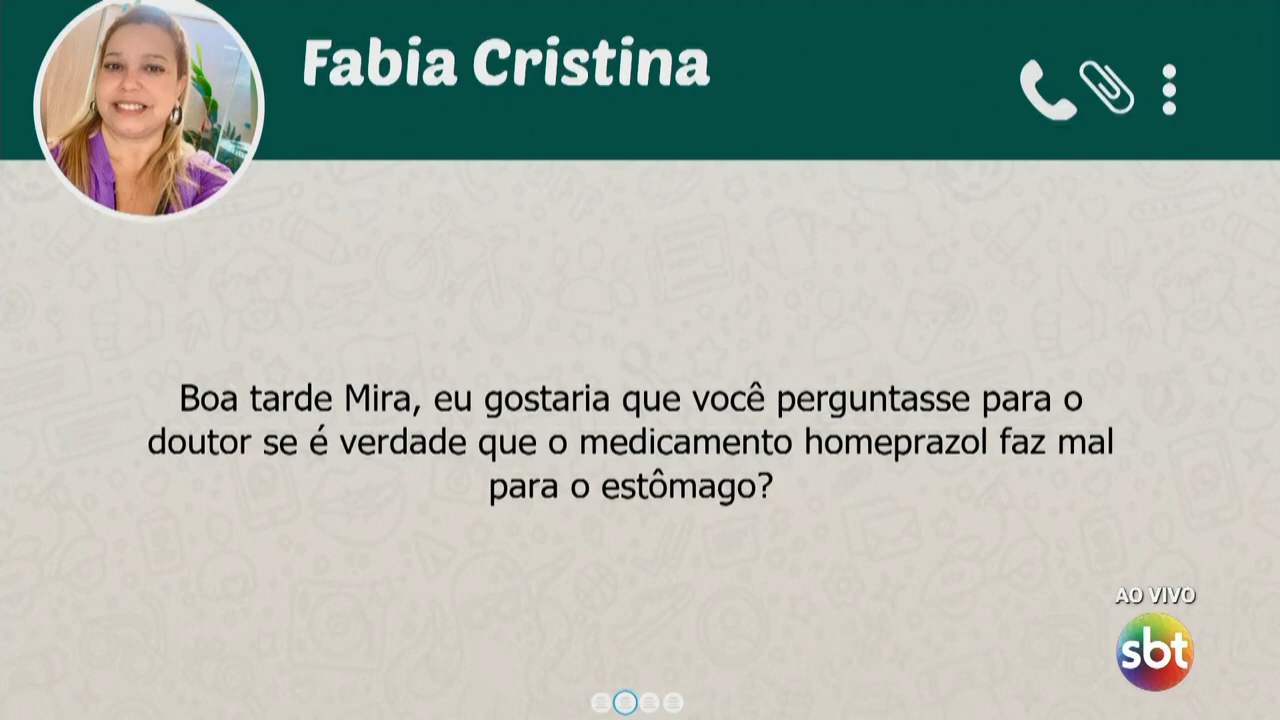 Fabia Cristina
Boa tarde Mira, eu gostaria que você perguntasse para o
doutor se é verdade que o medicamento homeprazol faz mal
para o estômago?
AO VIVO
sbt